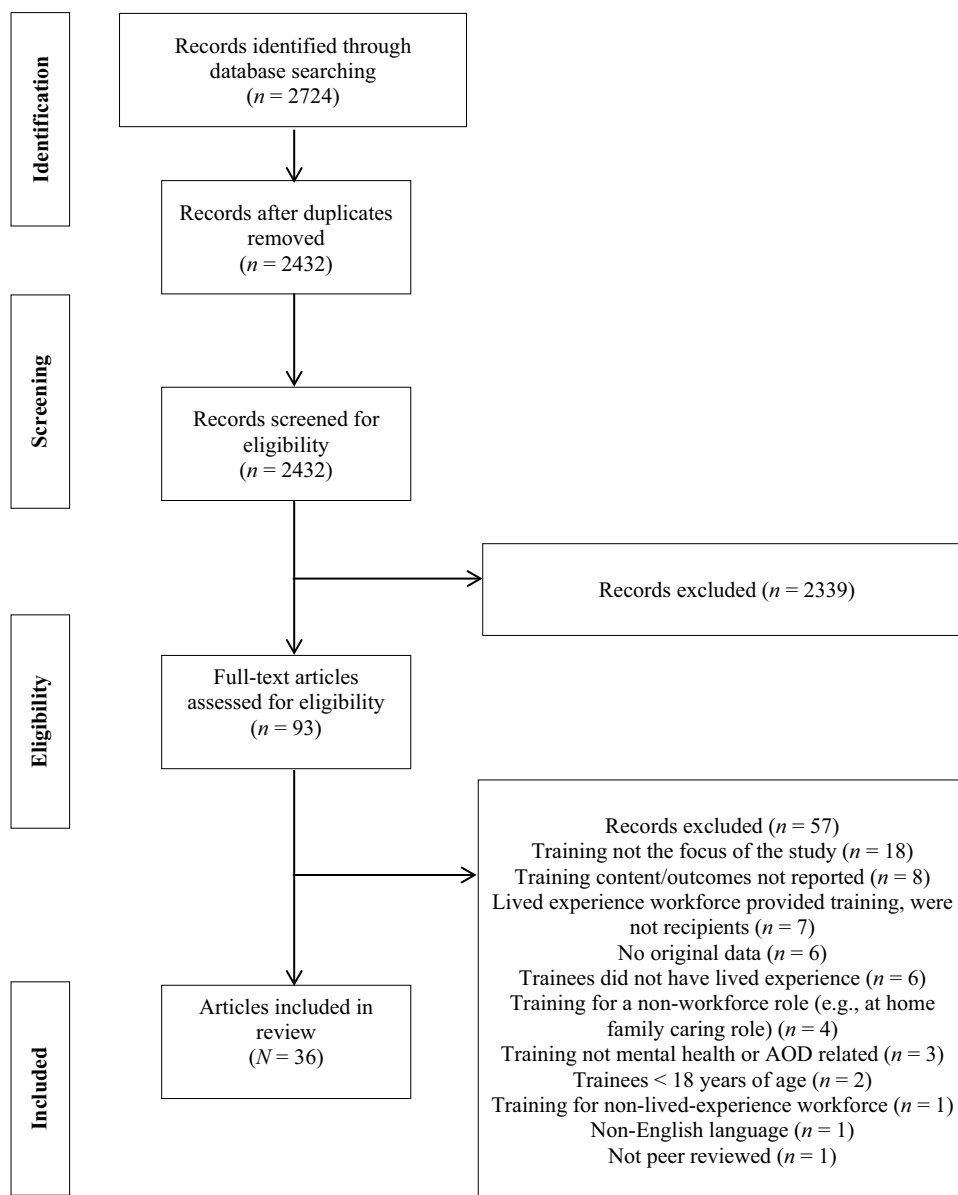 Identification
Records identified through
database searching
(n = 2724)
Records after duplicates
removed
(n = 2432)
Screening
Records screened for
eligibility
(n = 2432)
Records excluded (n = 2339)
Eligibility
Full-text articles
assessed for eligibility
(n = 93)
Records excluded (n = 57)
Training not the focus of the study (n = 18)
Training content/outcomes not reported (n = 8)
Lived experience workforce provided training, were
not recipients (n = 7)
No original data (n = 6)
Trainees did not have lived experience (n = 6)
Training for a non-workforce role (e.g., at home
family caring role) (n = 4)
Training not mental health or AOD related (n = 3)
Trainees < 18 years of age (n = 2)
Training for non-lived-experience workforce (n = 1)
Non-English language (n = 1)
Not peer reviewed (n = 1)
Included
Articles included in
review
(N = 36)